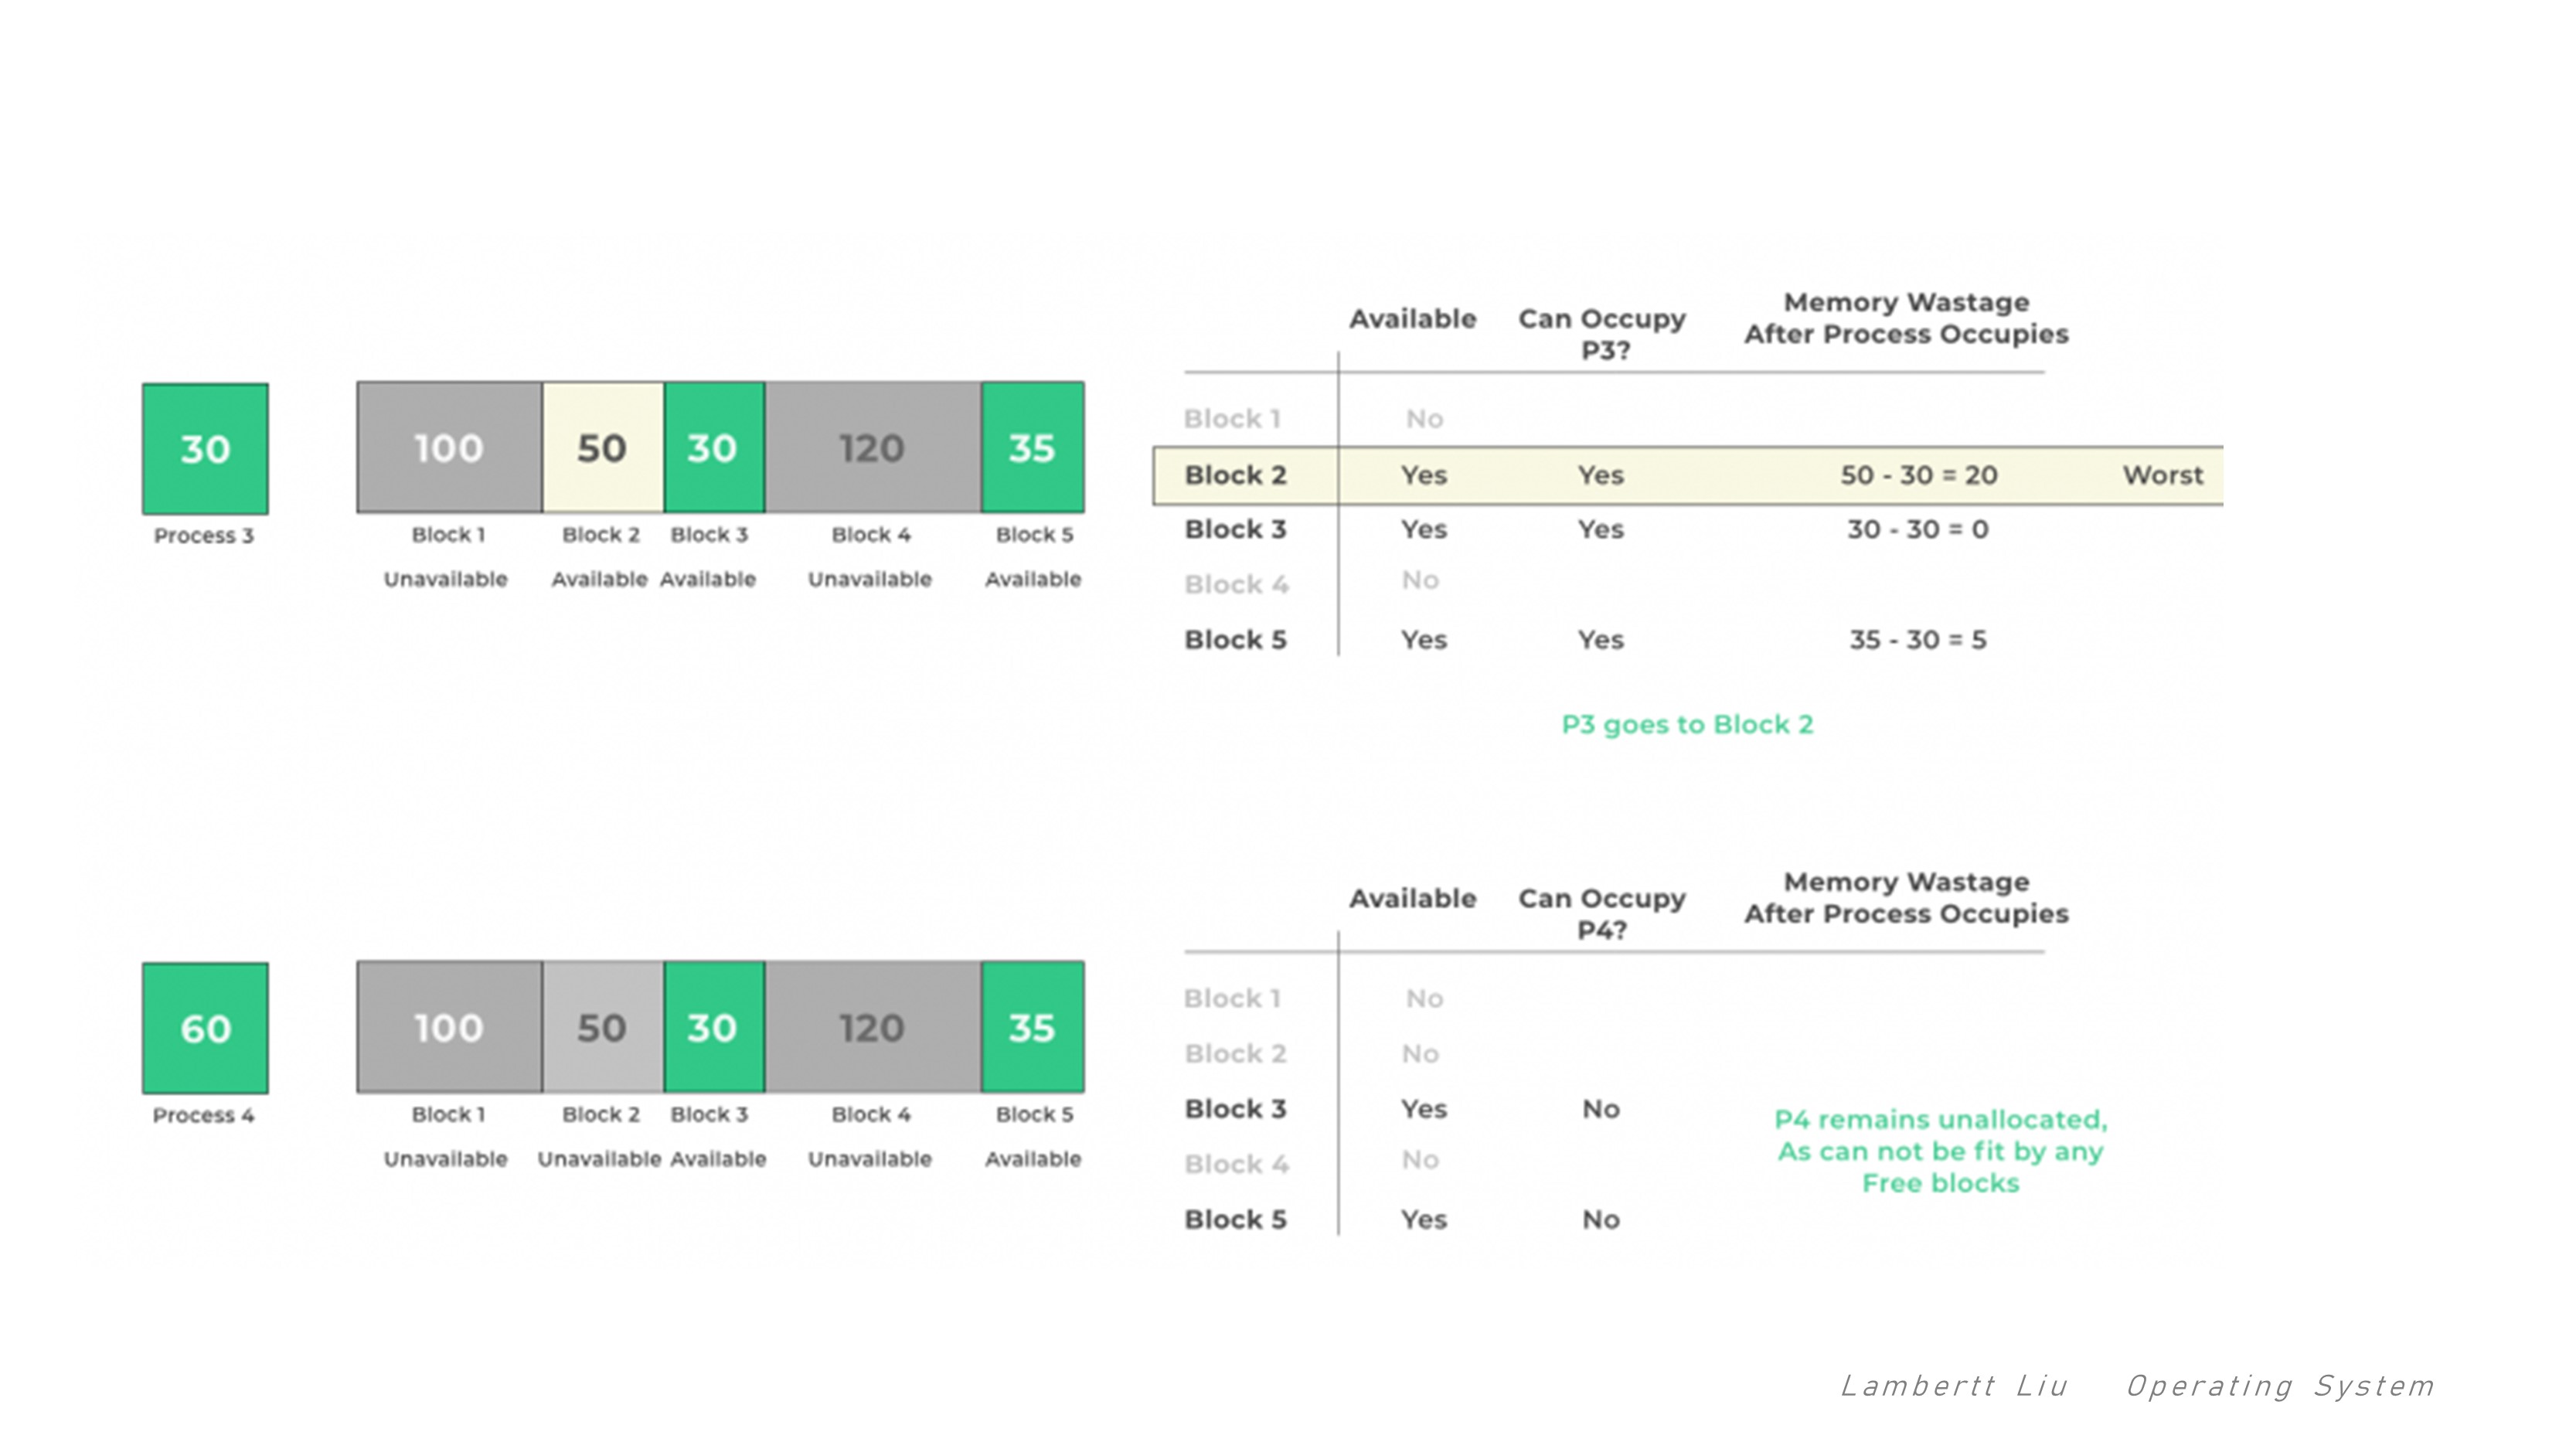 Available Can Occupy P3? Memory Wastage After Process Occupies
30 100 50 30 120 35
Process 3 Block 1 Block 2 Block 3 Block 4 Block 5
Unavailable Available Available Unavailable Available
Block 1 No
Block 2 Yes Yes 50 - 30 = 20 Worst
Block 3 Yes Yes 30 - 30 = 0
Block 4 No
Block 5 Yes Yes 35 - 30 = 5
P3 goes to Block 2
Available Can Occupy P4? Memory Wastage After Process Occupies
60 100 50 30 120 35
Process 4 Block 1 Block 2 Block 3 Block 4 Block 5
Unavailable Unavailable Available Unavailable Available
Block 1 No
Block 2 No
Block 3 Yes No
Block 4 No
Block 5 Yes No
P4 remains unallocated,
As can not be fit by any
Free blocks
Lambertt Liu Operating System